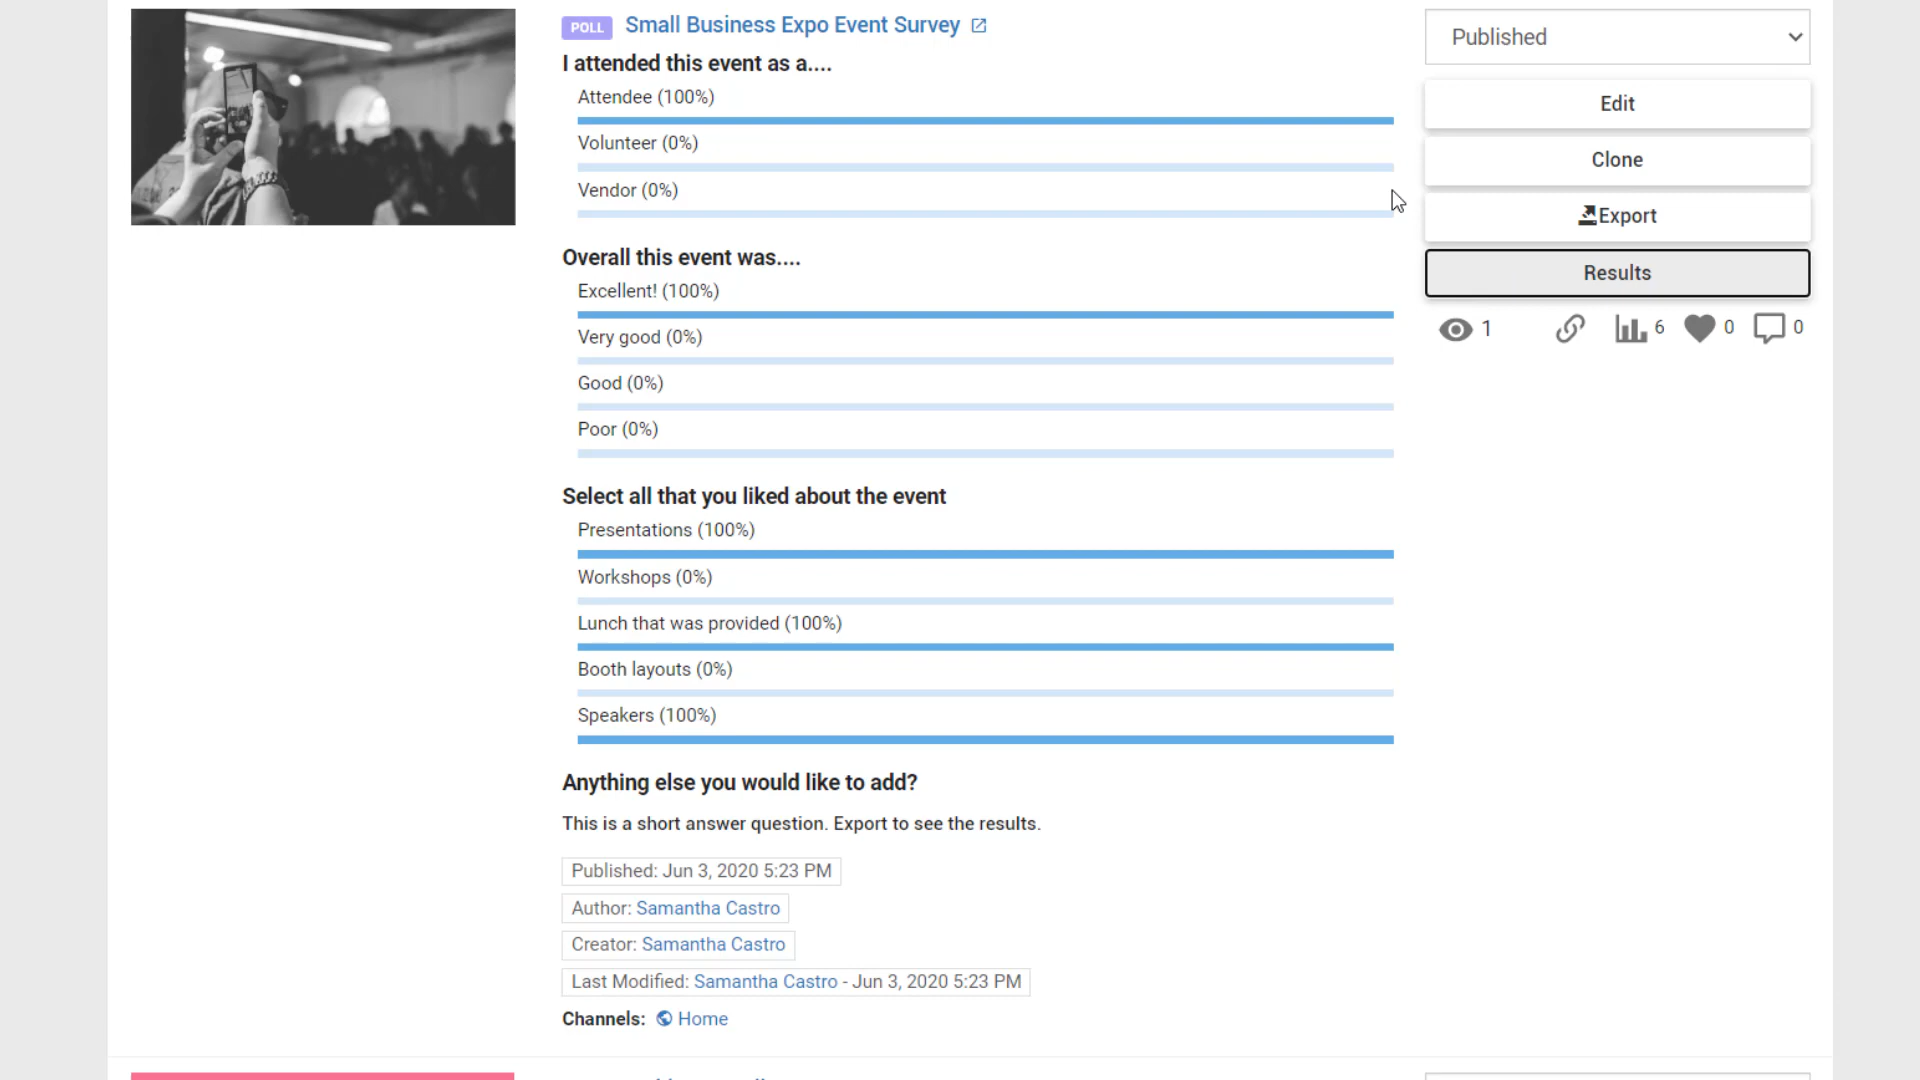 POLL Small Business Expo Event Survey
I attended this event as a....
Attendee (100%)
Volunteer (0%)
Vendor (0%)
Overall this event was....
Excellent! (100%)
Very good (0%)
Good (0%)
Poor (0%)
Select all that you liked about the event
Presentations (100%)
Workshops (0%)
Lunch that was provided (100%)
Booth layouts (0%)
Speakers (100%)
Anything else you would like to add?
This is a short answer question. Export to see the results.
Published: Jun 3, 2020 5:23 PM
Author: Samantha Castro
Creator: Samantha Castro
Last Modified: Samantha Castro - Jun 3, 2020 5:23 PM
Channels: Home
Published
Edit
Clone
Export
Results
1 6 0 0